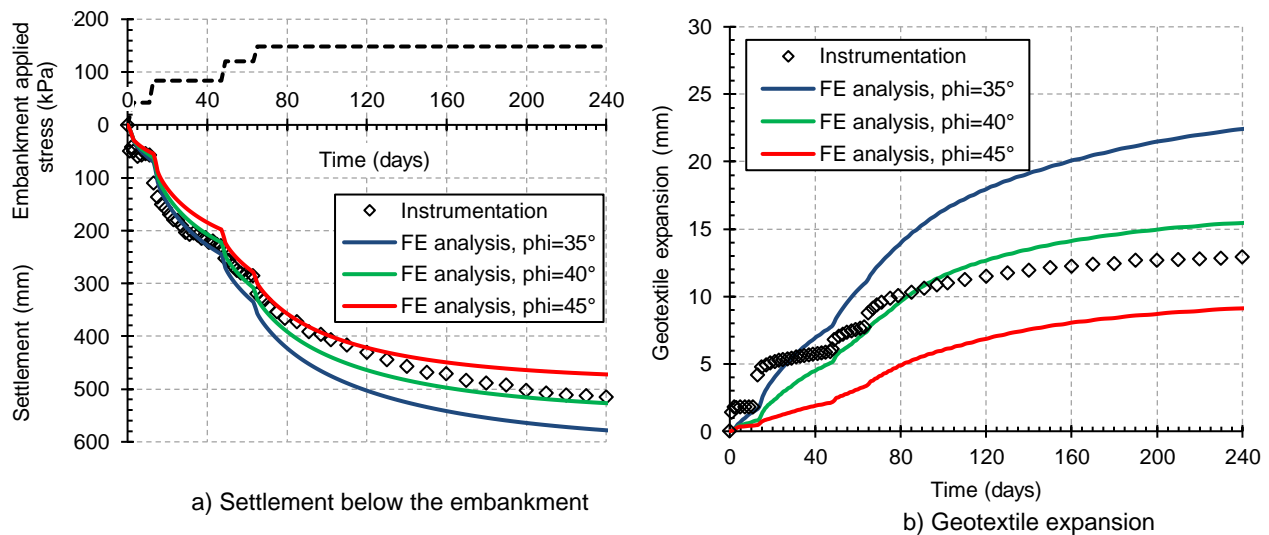 Embankment applied
stress (kPa)
200
150
100
50
0
0 40 80 120 160 200 240
Time (days)
Settlement (mm)
100
200
300
400
500
600
Instrumentation
FE analysis, phi=35°
FE analysis, phi=40°
FE analysis, phi=45°
a) Settlement below the embankment
Geotextile expansion (mm)
30
25
20
15
10
5
0
Instrumentation
FE analysis, phi=35°
FE analysis, phi=40°
FE analysis, phi=45°
0 40 80 120 160 200 240
Time (days)
b) Geotextile expansion